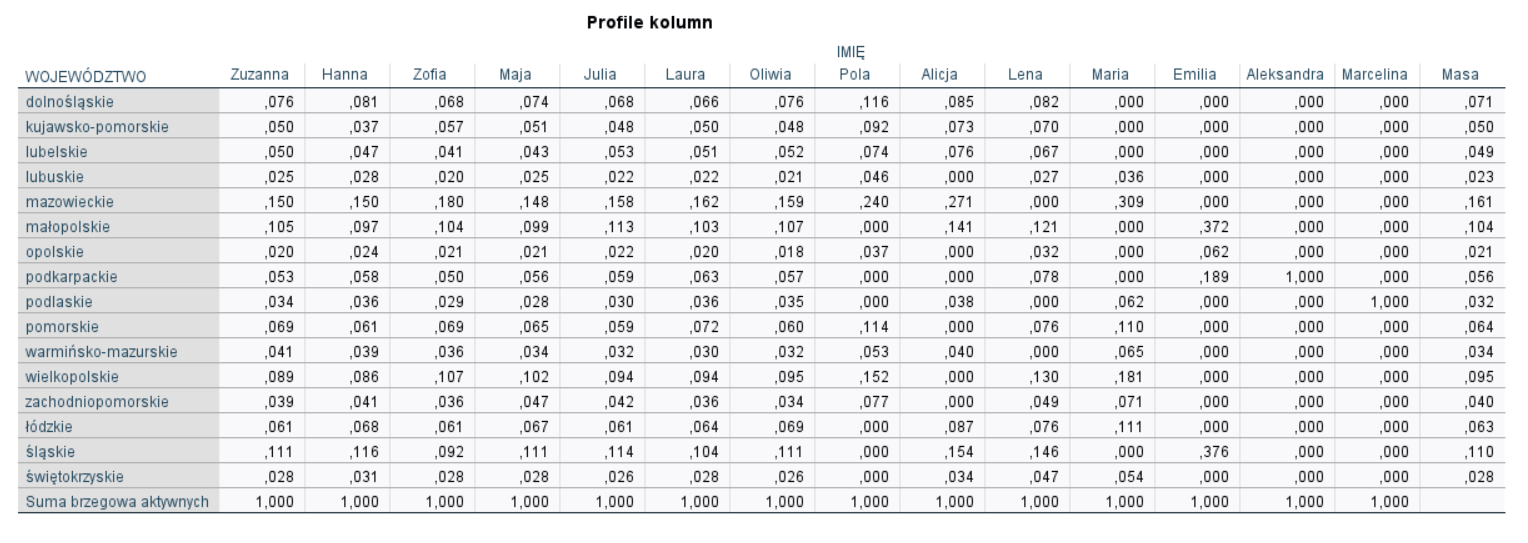 Profile kolumn
IMIĘ
WOJEWÓDZTWO Zuzanna Hanna Zofia Maja Julia Laura Oliwia Pola Alicja Lena Maria Emilia Aleksandra Marcelina Masa
dolnośląskie ,076 ,081 ,068 ,074 ,068 ,066 ,076 ,116 ,085 ,082 ,000 ,000 ,000 ,000 ,071
kujawsko-pomorskie ,050 ,037 ,057 ,051 ,048 ,050 ,048 ,092 ,073 ,070 ,000 ,000 ,000 ,000 ,050
lubelskie ,050 ,047 ,041 ,043 ,053 ,051 ,052 ,074 ,076 ,067 ,000 ,000 ,000 ,000 ,049
lubuskie ,025 ,028 ,020 ,025 ,022 ,022 ,021 ,046 ,000 ,027 ,036 ,000 ,000 ,000 ,023
mazowieckie ,150 ,150 ,180 ,148 ,158 ,162 ,159 ,240 ,271 ,000 ,309 ,000 ,000 ,000 ,161
małopolskie ,105 ,097 ,104 ,099 ,113 ,103 ,107 ,000 ,141 ,121 ,000 ,372 ,000 ,000 ,104
opolskie ,020 ,024 ,021 ,021 ,022 ,020 ,018 ,037 ,000 ,032 ,000 ,062 ,000 ,000 ,021
podkarpackie ,053 ,058 ,050 ,056 ,059 ,063 ,057 ,000 ,000 ,078 ,000 ,189 1,000 ,000 ,056
podlaskie ,034 ,036 ,029 ,028 ,030 ,036 ,035 ,000 ,038 ,000 ,062 ,000 ,000 1,000 ,032
pomorskie ,069 ,061 ,069 ,065 ,059 ,072 ,060 ,114 ,000 ,076 ,110 ,000 ,000 ,000 ,064
warmińsko-mazurskie ,041 ,039 ,036 ,034 ,032 ,030 ,032 ,053 ,040 ,000 ,065 ,000 ,000 ,000 ,034
wielkopolskie ,089 ,086 ,107 ,102 ,094 ,094 ,095 ,152 ,000 ,130 ,181 ,000 ,000 ,000 ,095
zachodniopomorskie ,039 ,041 ,036 ,047 ,042 ,036 ,034 ,077 ,000 ,049 ,071 ,000 ,000 ,000 ,040
łódzkie ,061 ,068 ,061 ,067 ,061 ,064 ,069 ,000 ,087 ,076 ,111 ,000 ,000 ,000 ,063
śląskie ,111 ,116 ,092 ,111 ,114 ,104 ,111 ,000 ,154 ,146 ,000 ,376 ,000 ,000 ,110
świętokrzyskie ,028 ,031 ,028 ,028 ,026 ,028 ,026 ,000 ,034 ,047 ,054 ,000 ,000 ,000 ,028
Suma brzegowa aktywnych 1,000 1,000 1,000 1,000 1,000 1,000 1,000 1,000 1,000 1,000 1,000 1,000 1,000 1,000